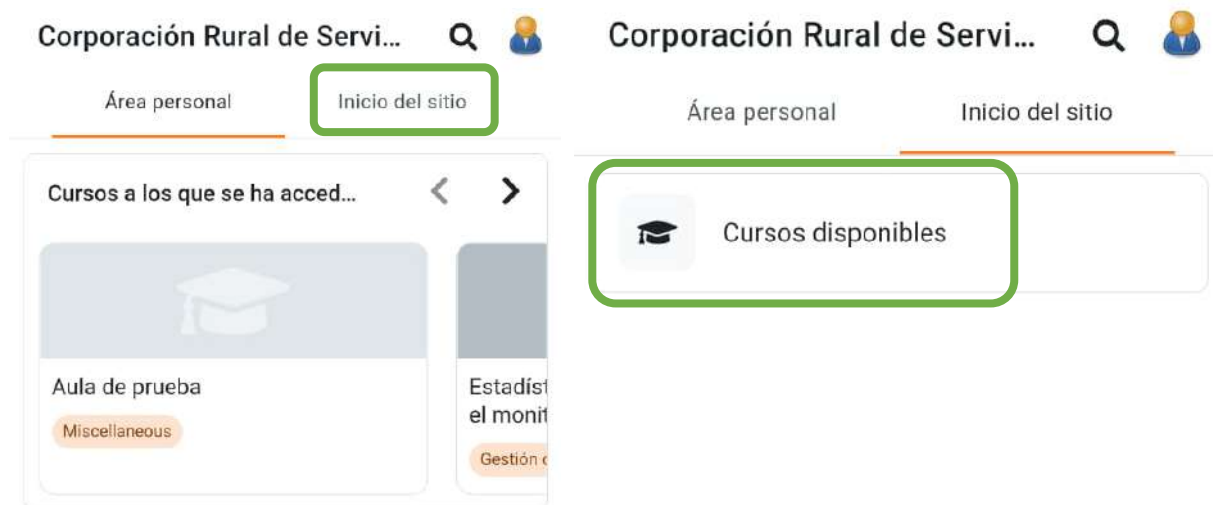 Corporación Rural de Servi...
Área personal
Inicio del sitio
Cursos a los que se ha acced...
Aula de prueba
Miscellaneous
Estadíst
el monit
Gestión
Corporación Rural de Servi...
Área personal
Inicio del sitio
Cursos disponibles